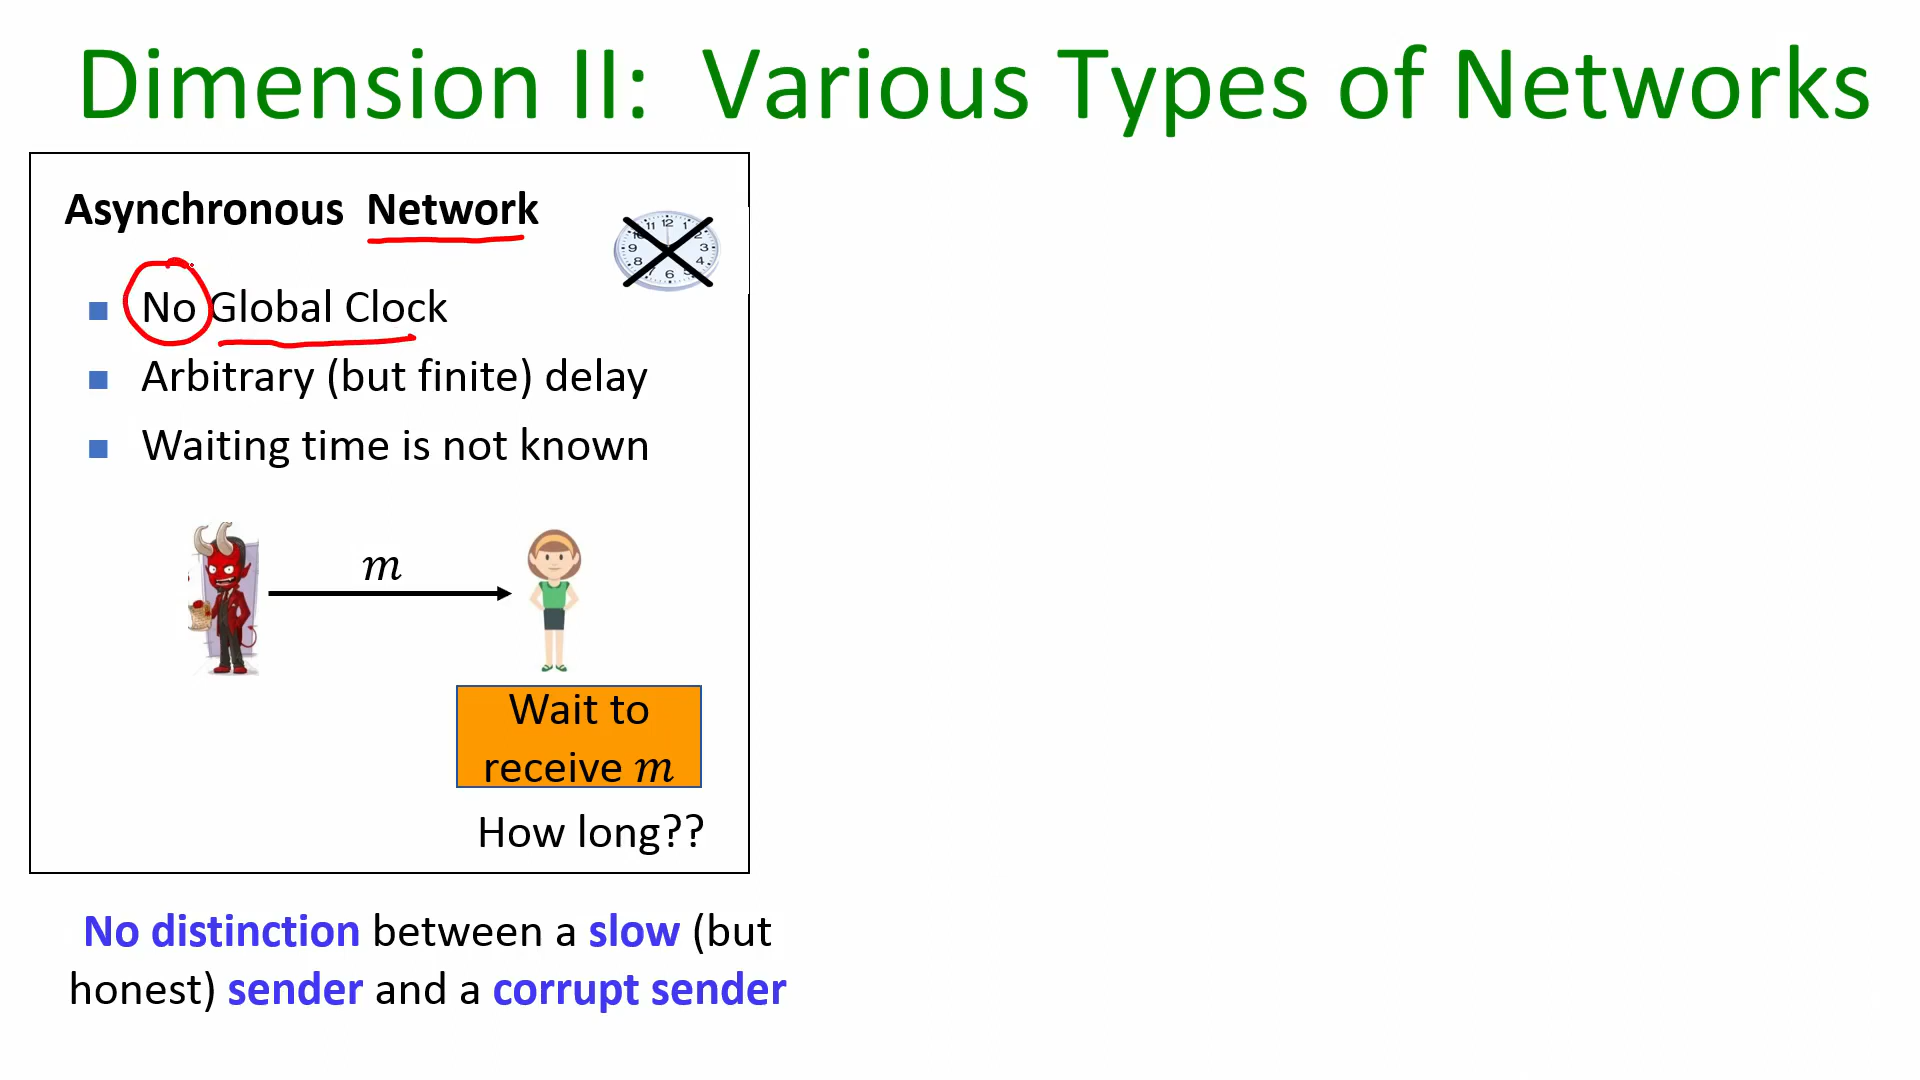 Dimension II: Various Types of Networks
Asynchronous Network
No Global Clock
Arbitrary (but finite) delay
Waiting time is not known
m
Wait to
receive m
How long??
No distinction between a slow (but
honest) sender and a corrupt sender